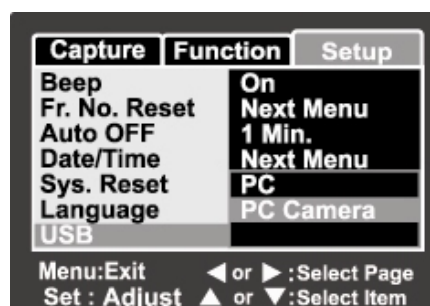 Capture Function Setup
Beep On
Fr. No. Reset Next Menu
Auto OFF 1 Min.
Date/Time Next Menu
Sys. Reset PC
Language PC Camera
USB
Menu:Exit ◀ or ▶ :Select Page
Set : Adjust ▲ or ▼:Select Item